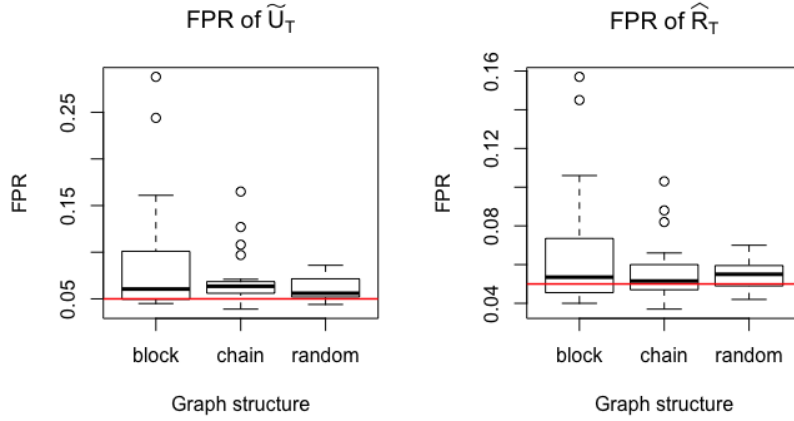 FPR of Ũ_T
FPR
0.05
0.15
0.25
block
chain
random
Graph structure
FPR of R̂_T
FPR
0.04
0.08
0.12
0.16
block
chain
random
Graph structure